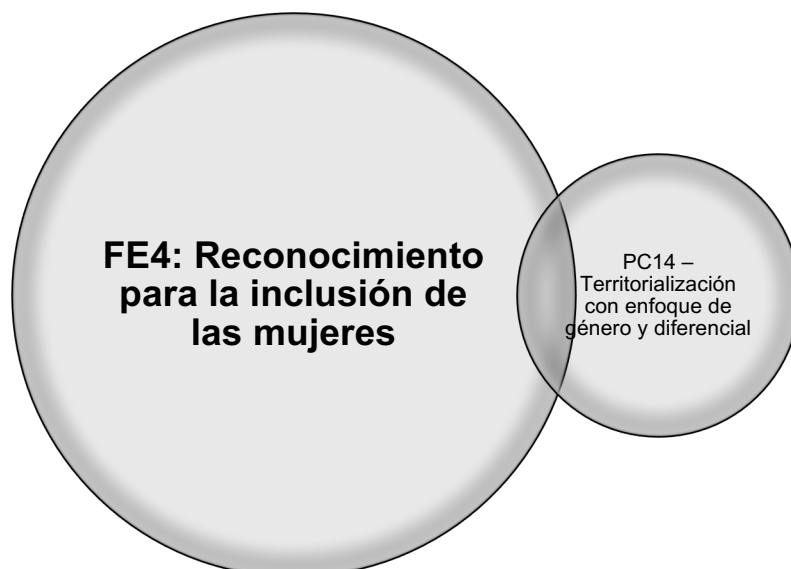 FE4: Reconocimiento
para la inclusión de
las mujeres
PC14 –
Territorialización
con enfoque de
género y diferencial